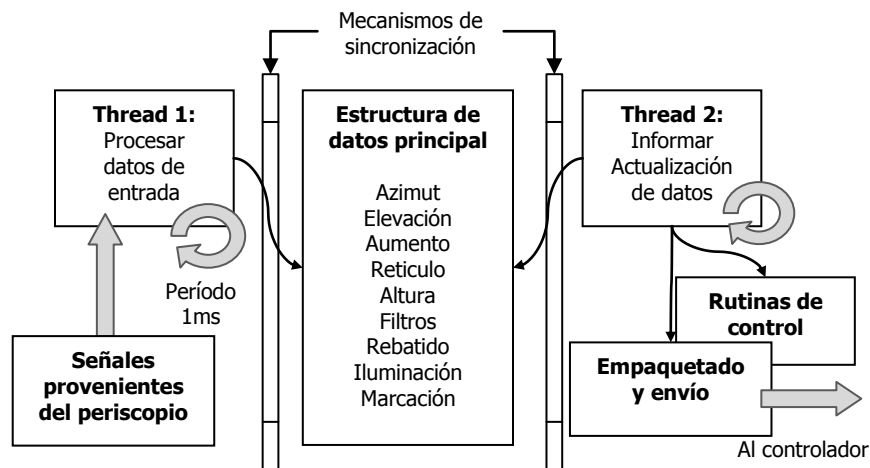 Mecanismos de
sincronización
Thread 1:
Procesar
datos de
entrada
Período
1ms
Señales
provenientes
del periscopio
Estructura de
datos principal
Azimut
Elevación
Aumento
Reticulo
Altura
Filtros
Rebatido
Iluminación
Marcación
Thread 2:
Informar
Actualización
de datos
Rutinas de
control
Empaquetado
y envío
Al controlador